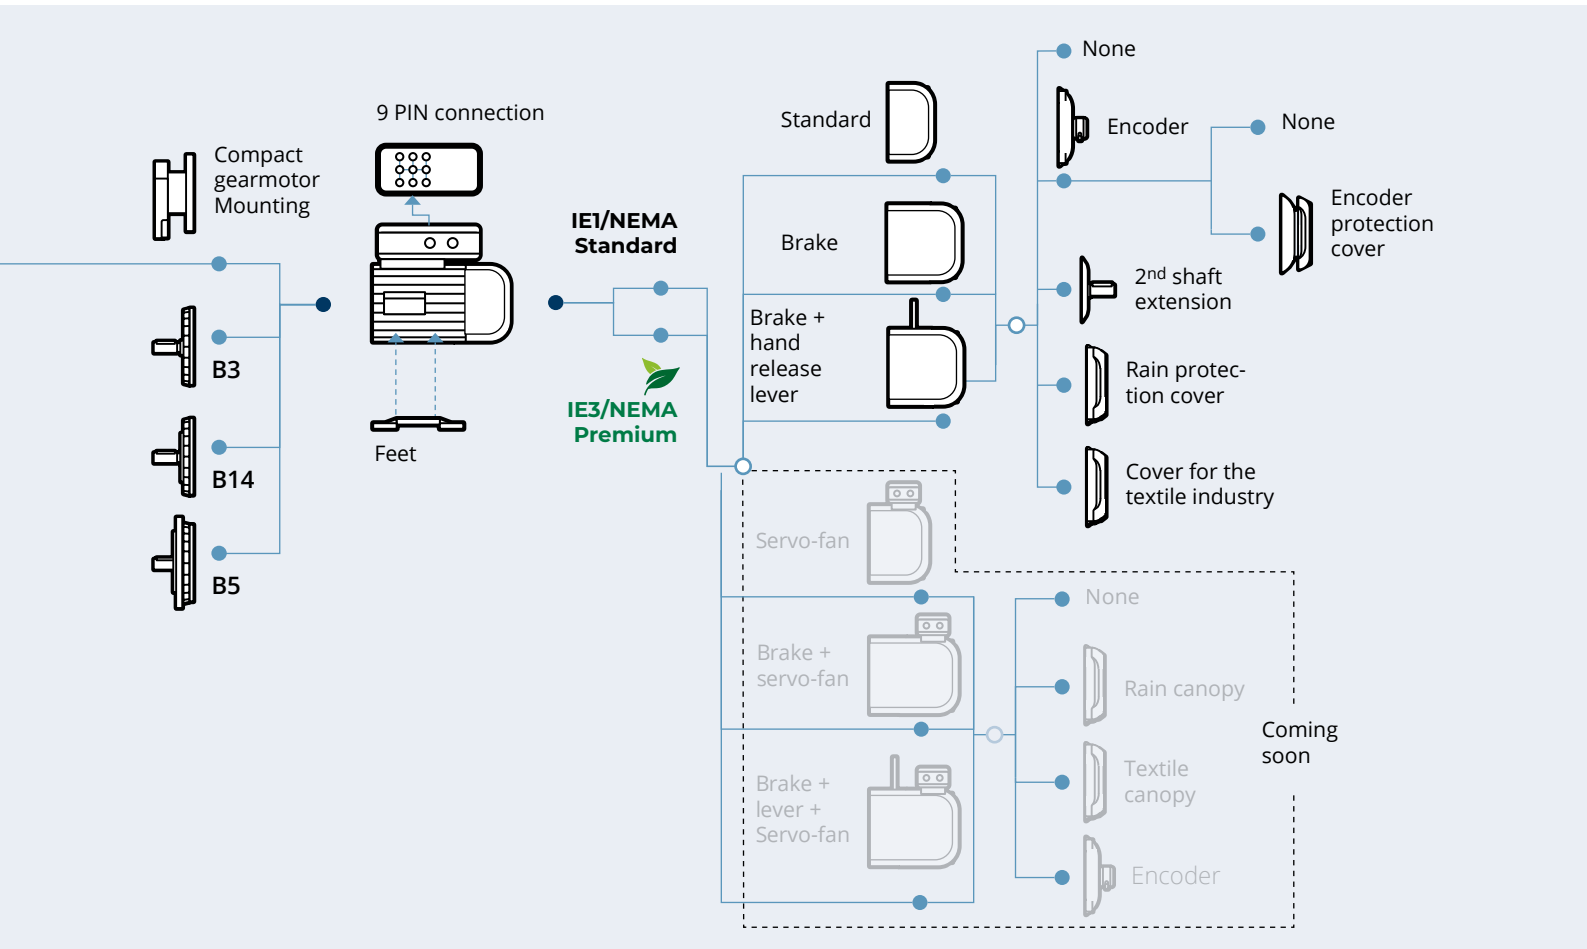 9 PIN connection
Compact
gearmotor
Mounting
B3
B14
B5
Feet
IE1/NEMA
Standard
IE3/NEMA
Premium
Standard
Brake
Brake +
hand
release
lever
None
Encoder
None
Encoder
protection
cover
2nd shaft
extension
Rain protec-
tion cover
Cover for the
textile industry
Servo-fan
Brake +
servo-fan
Brake +
lever +
Servo-fan
None
Rain canopy
Textile
canopy
Encoder
Coming
soon